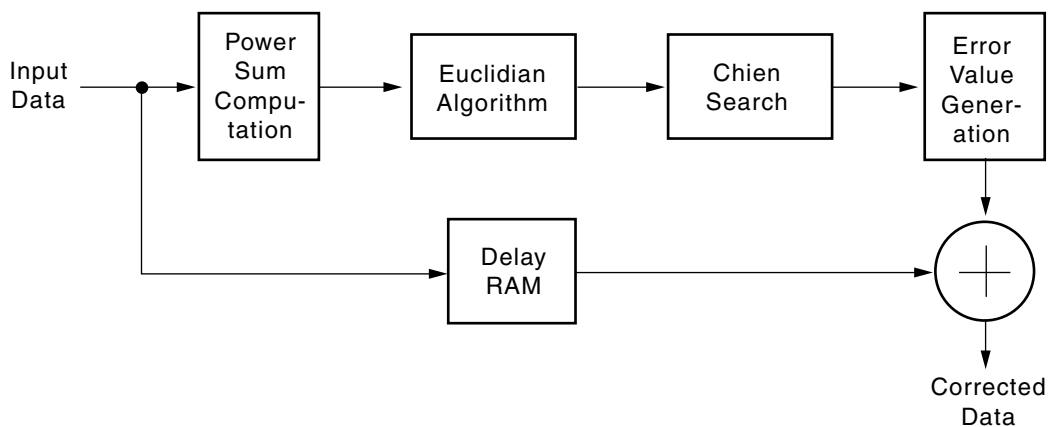 Input
Data
Power
Sum
Compu-
tation
Euclidian
Algorithm
Chien
Search
Error
Value
Gener-
ation
Delay
RAM
Corrected
Data